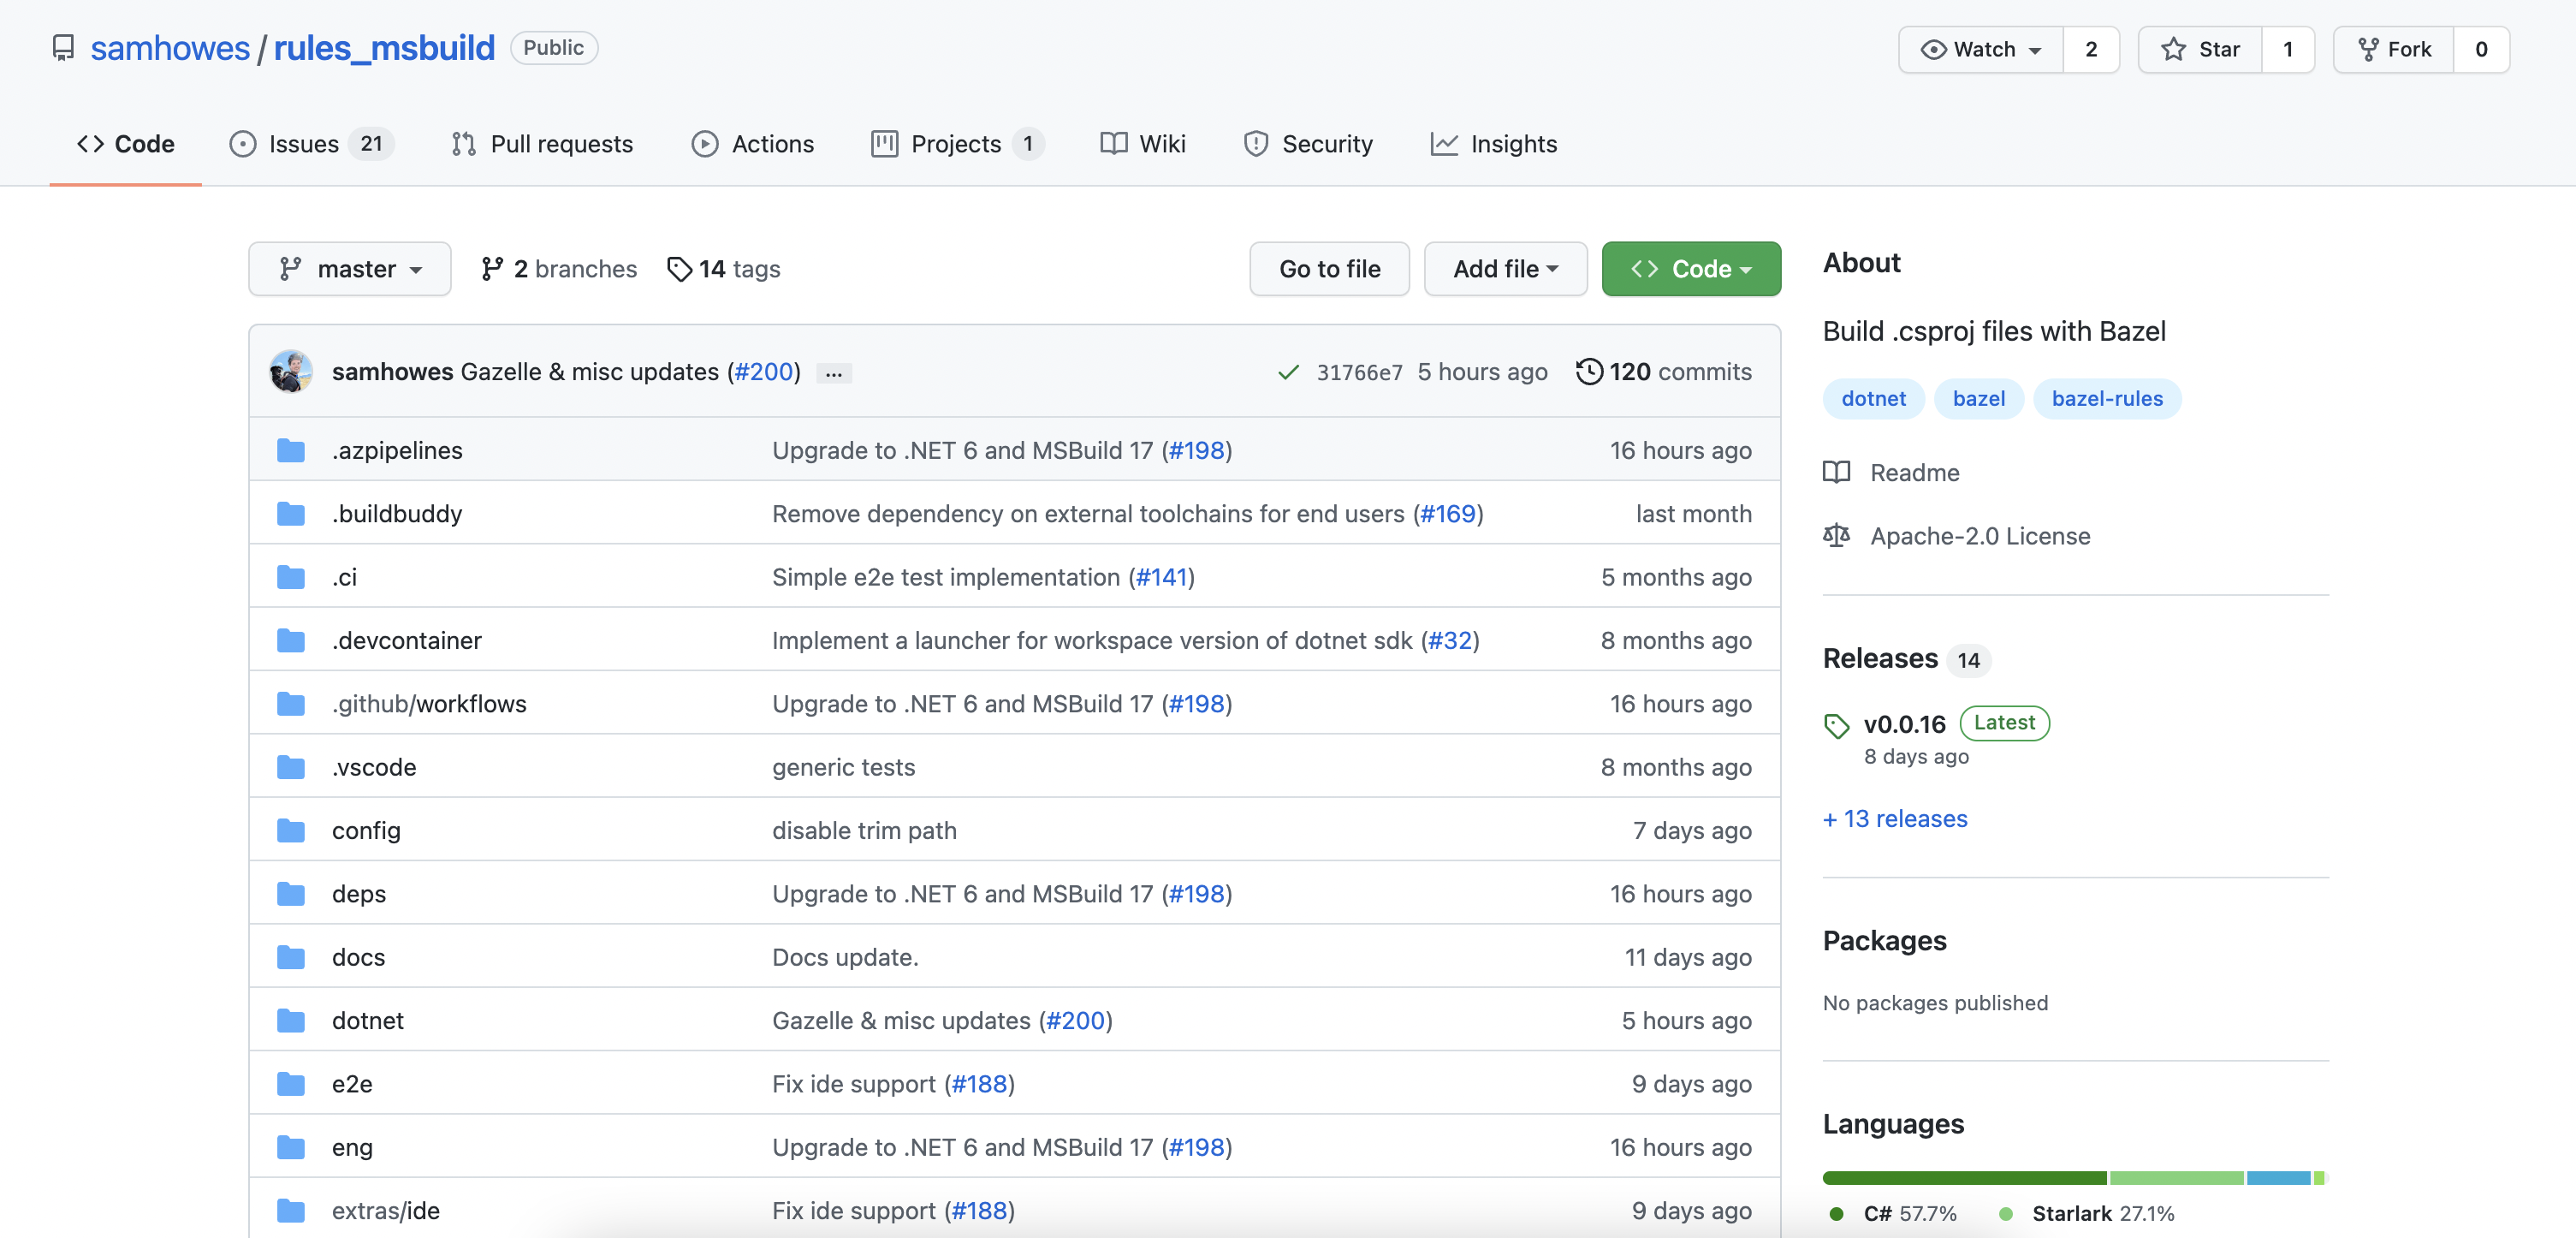 samhowes / rules_msbuild Public
Watch 2 Star 1 Fork 0
Code Issues 21 Pull requests Actions Projects 1 Wiki Security Insights
master 2 branches 14 tags Go to file Add file Code
samhowes Gazelle & misc updates (#200) ... 31766e7 5 hours ago 120 commits
.azpipelines Upgrade to .NET 6 and MSBuild 17 (#198) 16 hours ago
.buildbuddy Remove dependency on external toolchains for end users (#169) last month
.ci Simple e2e test implementation (#141) 5 months ago
.devcontainer Implement a launcher for workspace version of dotnet sdk (#32) 8 months ago
.github/workflows Upgrade to .NET 6 and MSBuild 17 (#198) 16 hours ago
.vscode generic tests 8 months ago
config disable trim path 7 days ago
deps Upgrade to .NET 6 and MSBuild 17 (#198) 16 hours ago
docs Docs update. 11 days ago
dotnet Gazelle & misc updates (#200) 5 hours ago
e2e Fix ide support (#188) 9 days ago
eng Upgrade to .NET 6 and MSBuild 17 (#198) 16 hours ago
extras/ide Fix ide support (#188) 9 days ago
About
Build .csproj files with Bazel
dotnet bazel bazel-rules
Readme
Apache-2.0 License
Releases 14
v0.0.16 Latest
8 days ago
+ 13 releases
Packages
No packages published
Languages
C# 57.7% Starlark 27.1%